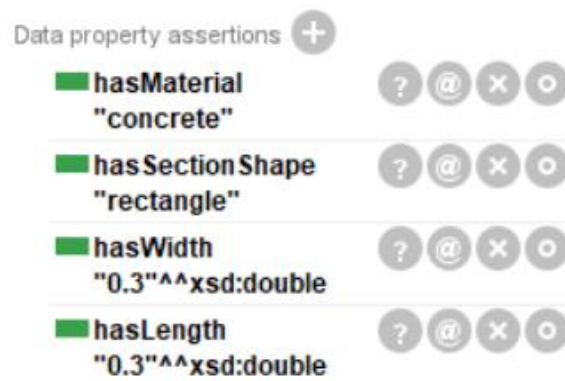 Data property assertions +
hasMaterial ? @ × o
"concrete"
hasSectionShape ? @ × o
"rectangle"
hasWidth ? @ × o
"0.3"^^xsd:double
hasLength ? @ × o
"0.3"^^xsd:double